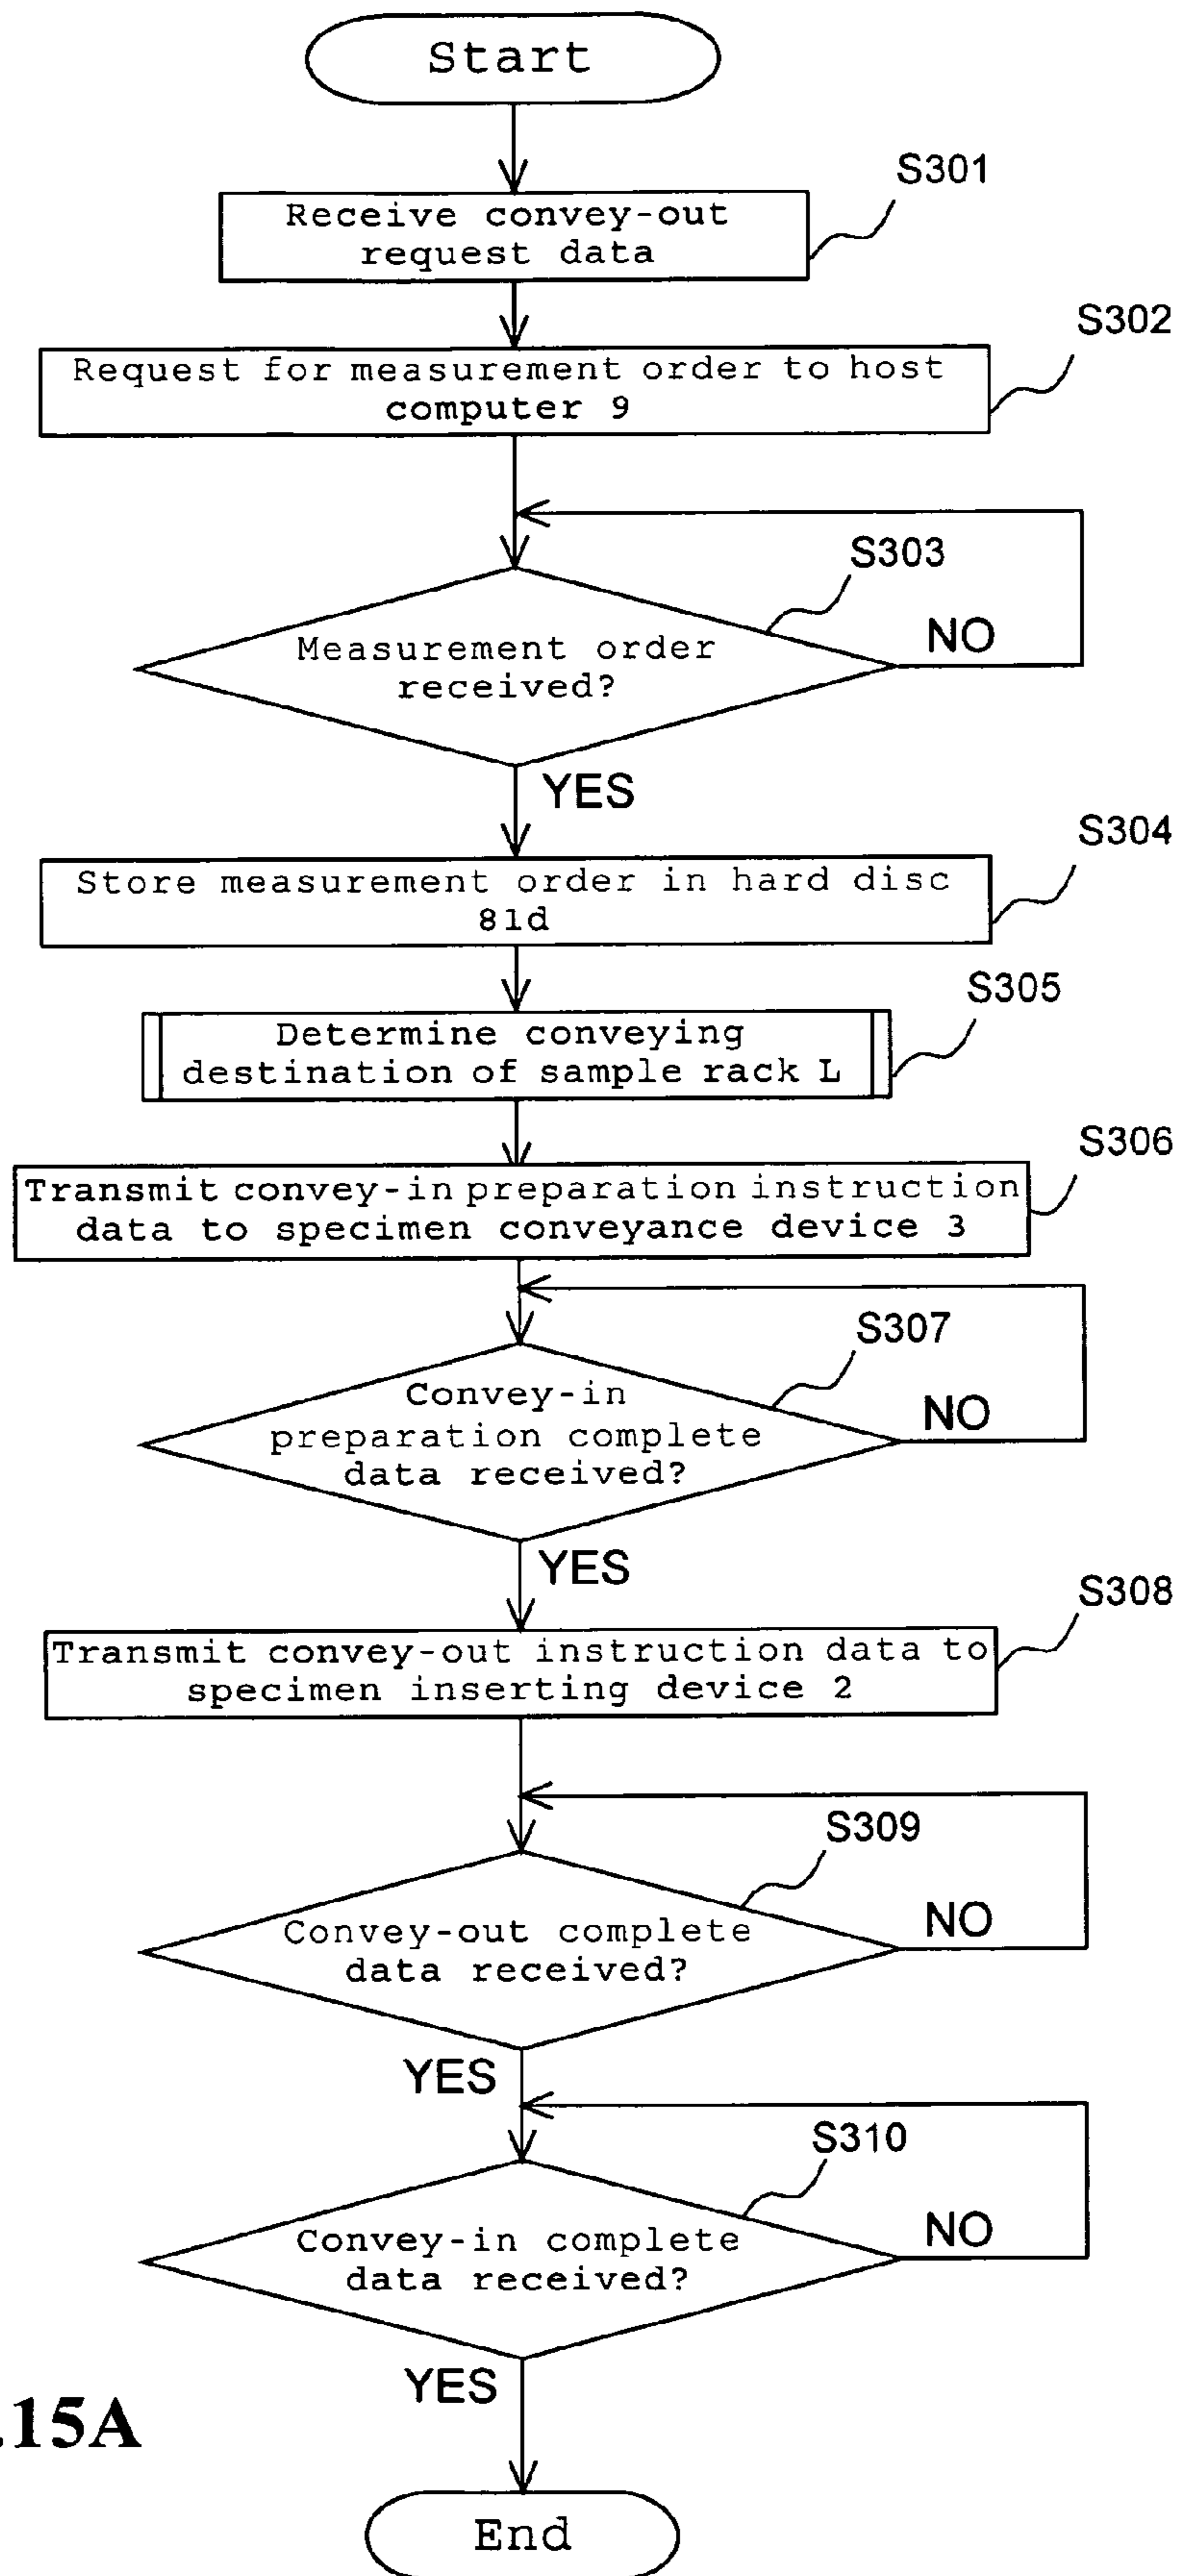 Start
S301
Receive convey-out
request data
S302
Request for measurement order to host
computer 9
S303
Measurement order
received?
NO
YES
S304
Store measurement order in hard disc
81d
S305
Determine conveying
destination of sample rack L
S306
Transmit convey-in preparation instruction
data to specimen conveyance device 3
S307
Convey-in
preparation complete
data received?
NO
YES
S308
Transmit convey-out instruction data to
specimen inserting device 2
S309
Convey-out complete
data received?
NO
YES
S310
Convey-in complete
data received?
NO
YES
.15A
End